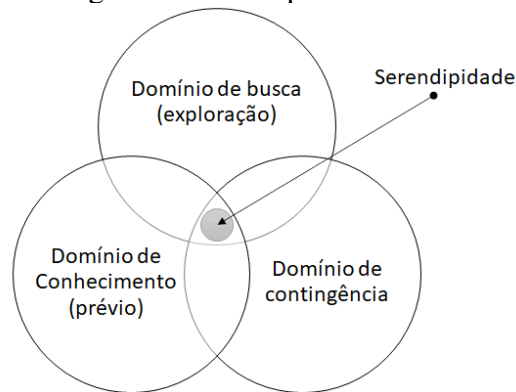 Domínio de busca
(exploração)
Serendipidade
Domínio de
Conhecimento
(prévio)
Domínio de
contingência